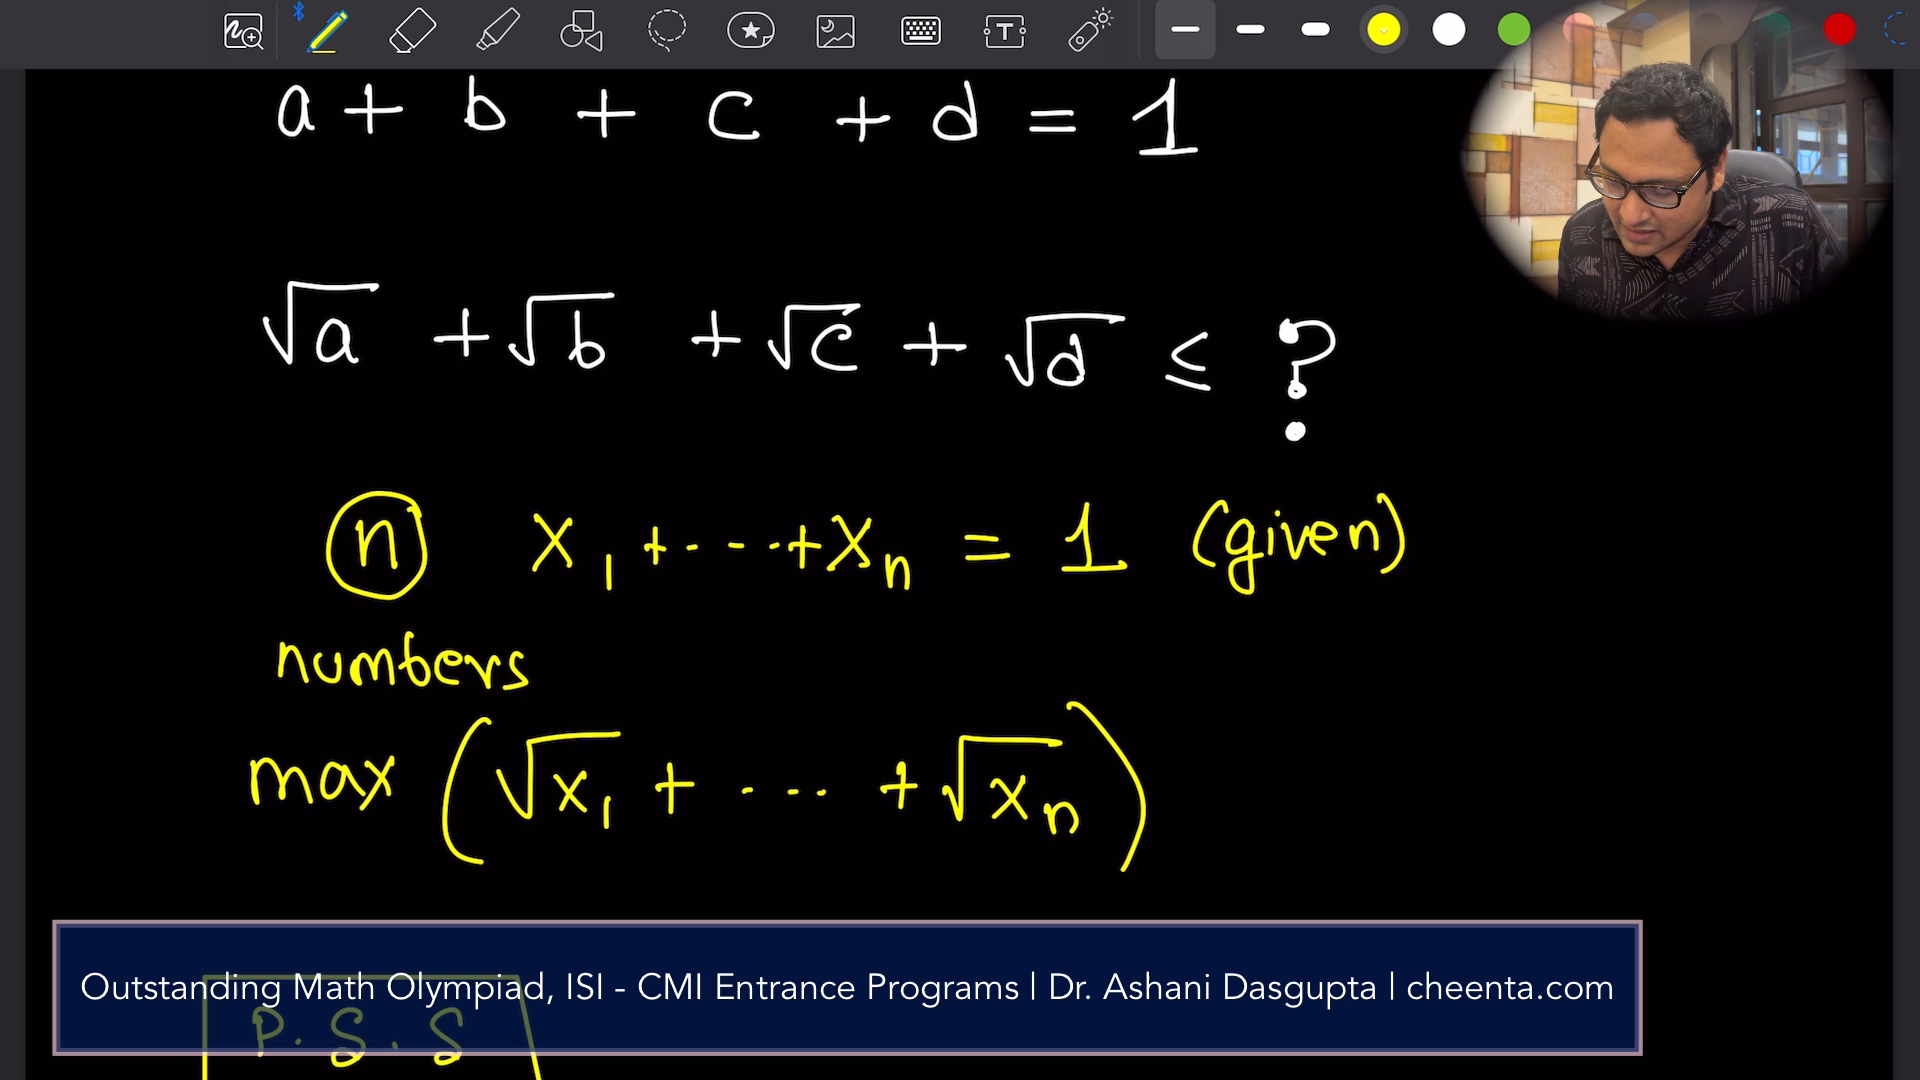 a + b + c + d = 1
√a + √b + √c + √d ≤ ?
n x₁ + ... + xₙ = 1 (given)
numbers
max (√x₁ + ... + √xₙ)
Outstanding Math Olympiad, ISI - CMI Entrance Programs | Dr. Ashani Dasgupta | cheenta.com
P. S. S